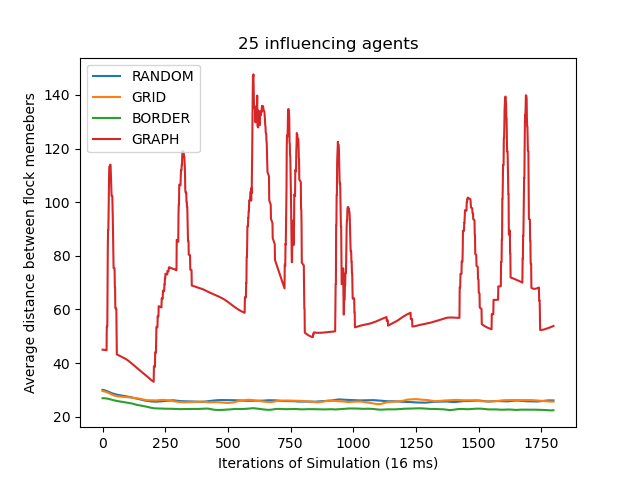 25 influencing agents
RANDOM
GRID
BORDER
GRAPH
Average distance between flock memebers
140
120
100
80
60
40
20
0 250 500 750 1000 1250 1500 1750
Iterations of Simulation (16 ms)